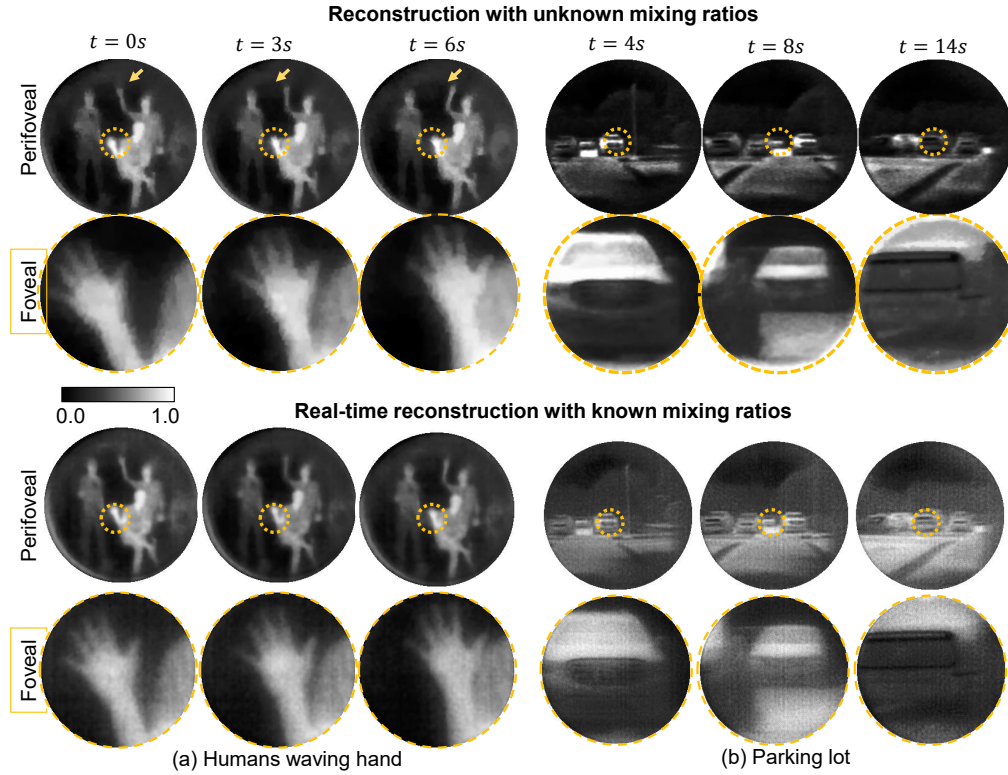 Reconstruction with unknown mixing ratios
t = 0s t = 3s t = 6s t = 4s t = 8s t = 14s
Perifoveal
Foveal
0.0 1.0
Real-time reconstruction with known mixing ratios
Perifoveal
Foveal
(a) Humans waving hand (b) Parking lot